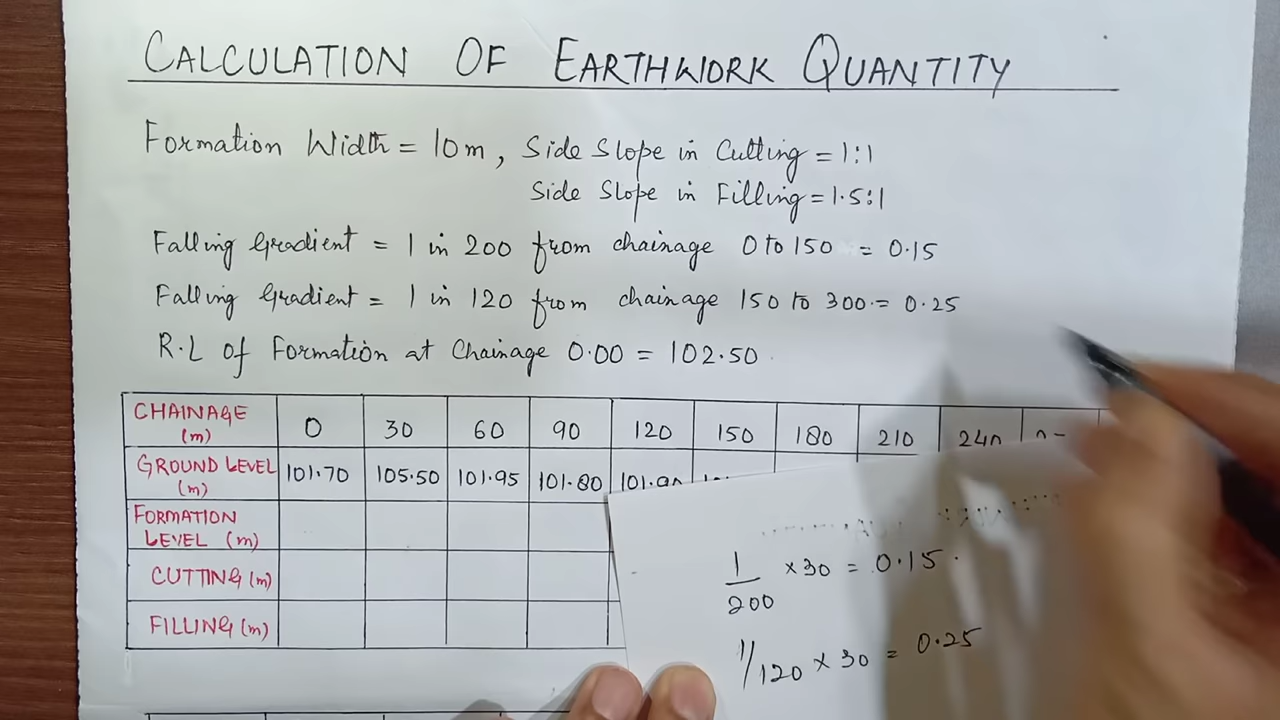 CALCULATION OF EARTHWORK QUANTITY
Formation Width = 10m, Side Slope in Cutting = 1:1
Side Slope in Filling = 1.5:1
Falling Gradient = 1 in 200 from chainage 0 to 150 = 0.15
Falling Gradient = 1 in 120 from chainage 150 to 300 = 0.25
R.L of Formation at Chainage 0.00 = 102.50
CHAINAGE (m) 0 30 60 90 120 150 180 210 240
GROUND LEVEL (m) 101.70 105.50 101.95 101.80 101.90
FORMATION LEVEL (m)
CUTTING (m)
FILLING (m)
1/200 × 30 = 0.15
1/120 × 30 = 0.25